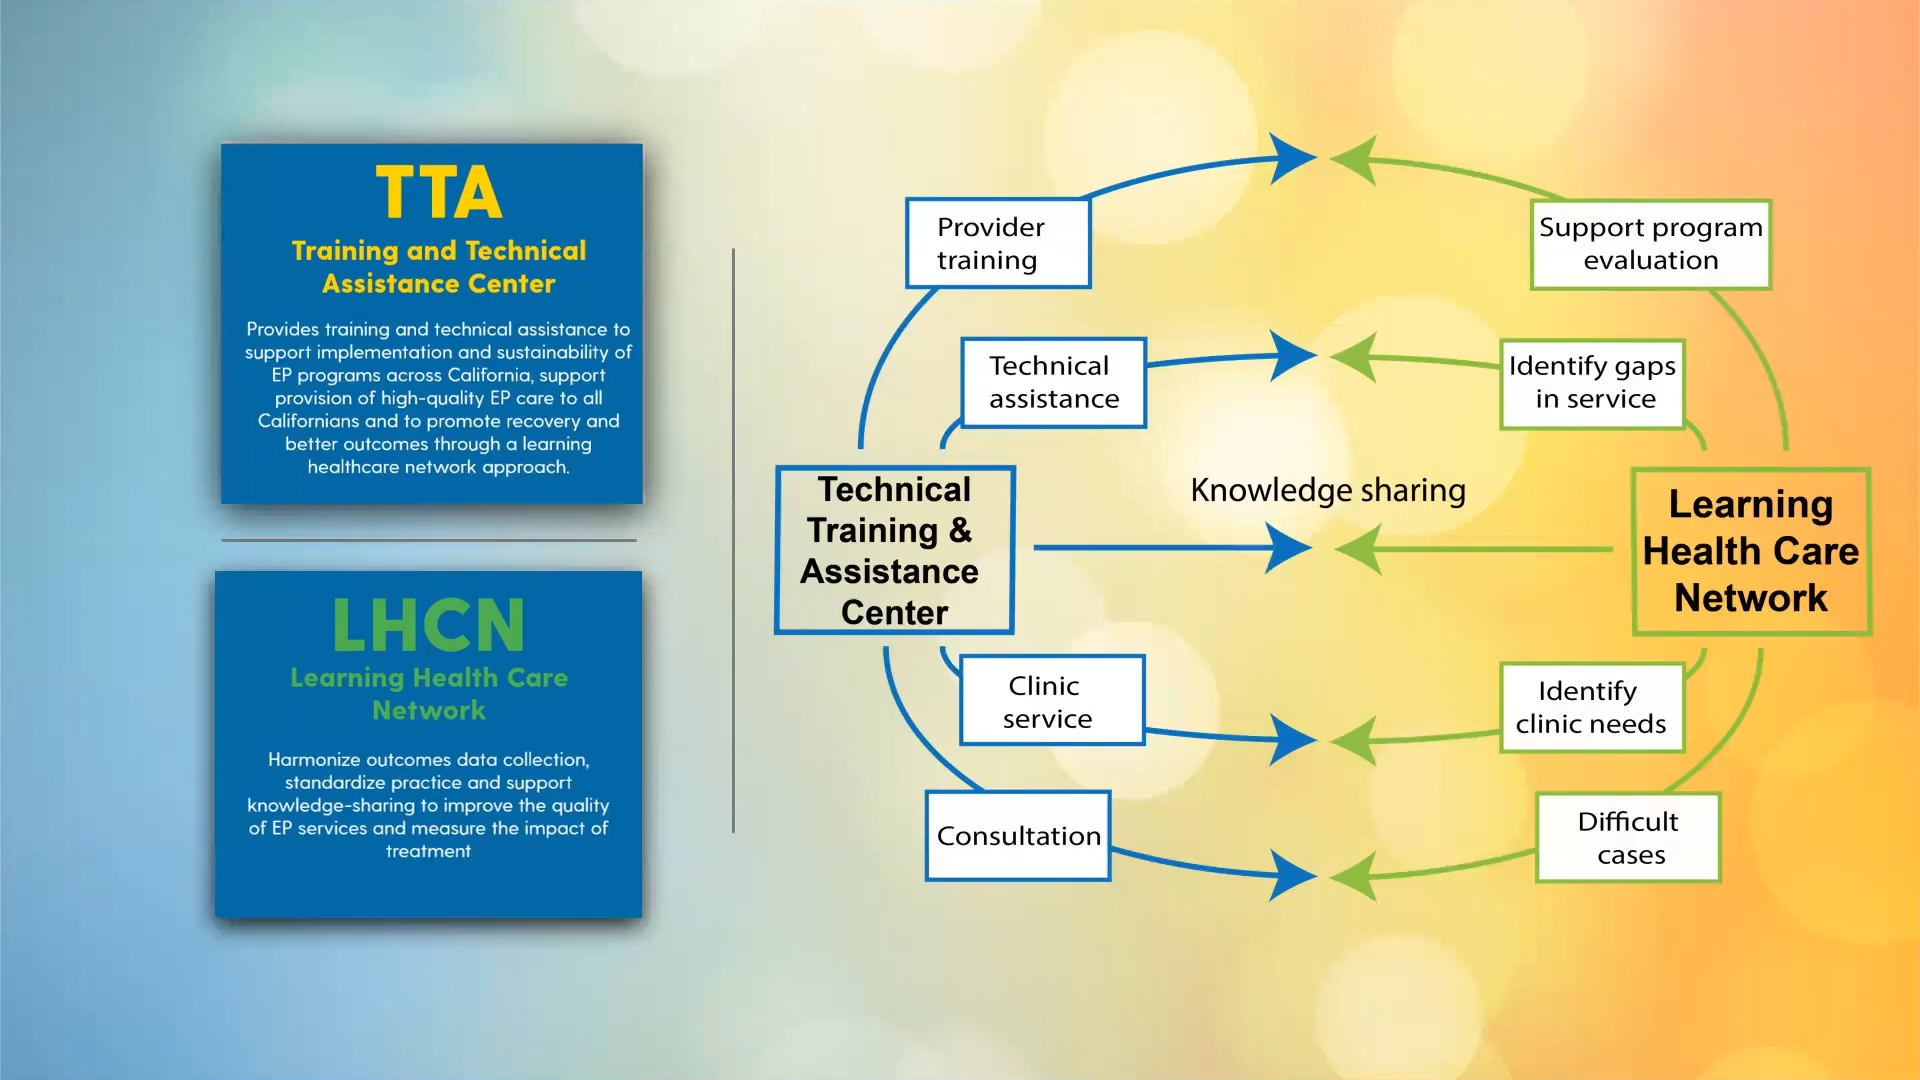 TTA
Training and Technical
Assistance Center
Provides training and technical assistance to
support implementation and sustainability of
EP programs across California, support
provision of high-quality EP care to all
Californians and to promote recovery and
better outcomes through a learning
healthcare network approach.
LHCN
Learning Health Care
Network
Harmonize outcomes data collection,
standardize practice and support
knowledge-sharing to improve the quality
of EP services and measure the impact of
treatment
Provider
training
Support program
evaluation
Technical
assistance
Identify gaps
in service
Technical
Training &
Assistance
Center
Knowledge sharing
Learning
Health Care
Network
Clinic
service
Identify
clinic needs
Consultation
Difficult
cases